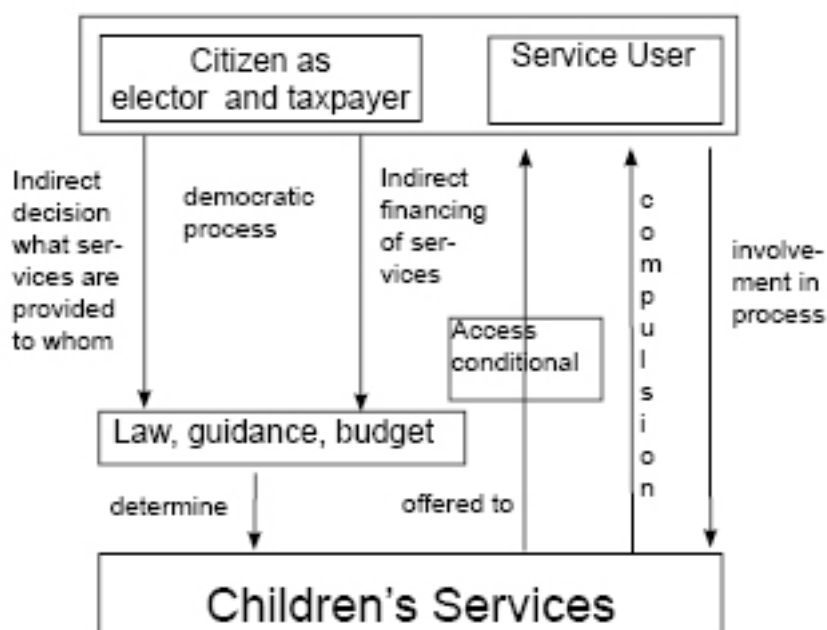 Citizen as
elector and taxpayer
Service User
Indirect
decision
what ser-
vices are
provided
to whom
democratic
process
Indirect
financing
of ser-
vices
Access
conditional
compulsion
involve-
ment in
process
Law, guidance, budget
determine
offered to
Children's Services